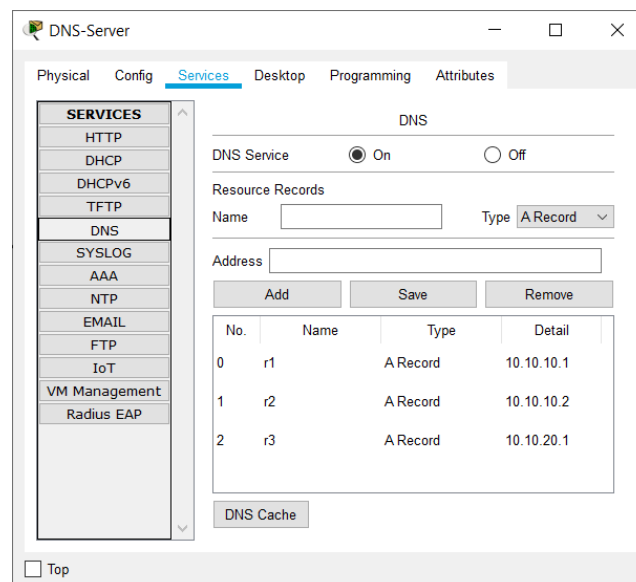 DNS-Server
Physical Config Services Desktop Programming Attributes
SERVICES
HTTP
DHCP
DHCPv6
TFTP
DNS
SYSLOG
AAA
NTP
EMAIL
FTP
IoT
VM Management
Radius EAP
DNS
DNS Service On Off
Resource Records
Name Type A Record
Address
Add Save Remove
No. Name Type Detail
0 r1 A Record 10.10.10.1
1 r2 A Record 10.10.10.2
2 r3 A Record 10.10.20.1
DNS Cache
Top